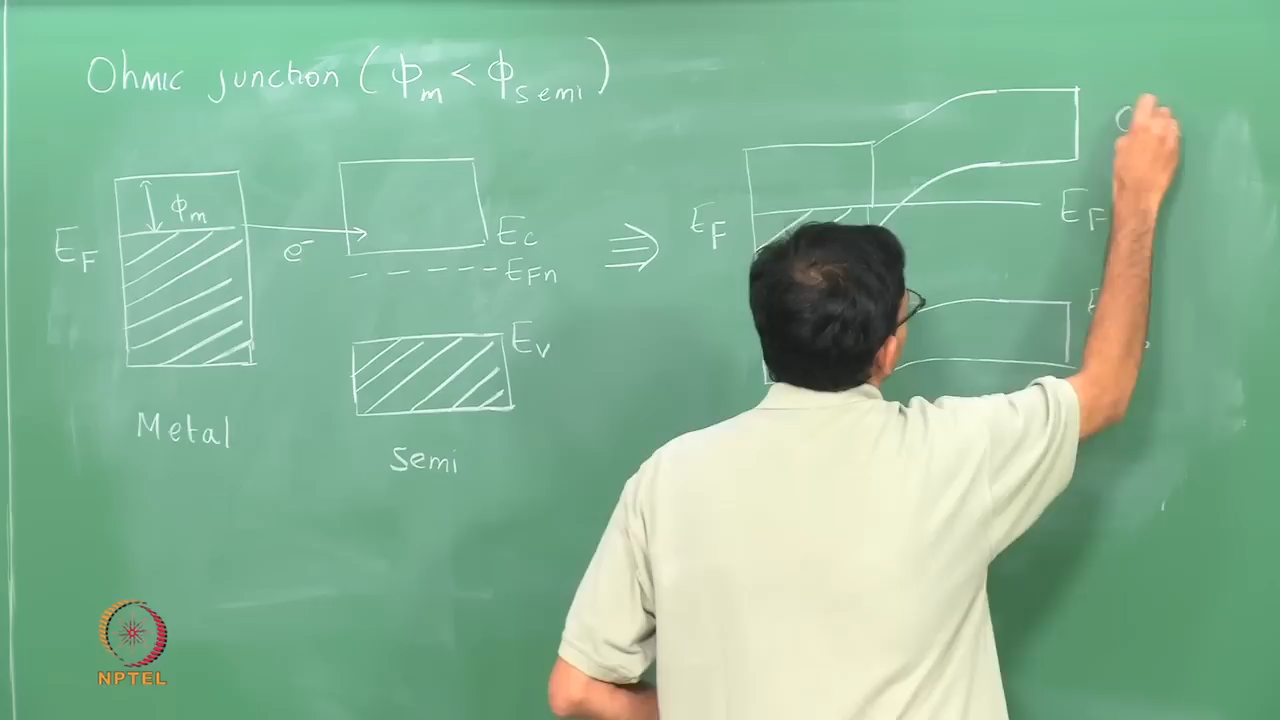 Ohmic junction (ϕm < ϕsemi)
ϕm
EF
e-
Ec
EFn
Ev
Metal
Semi
⇛
EF
EF
NPTEL